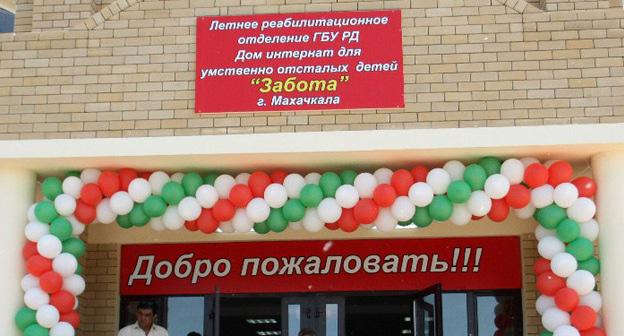 Летнее реабилитационное
отделение ГБУ РД
Дом интернат для
умственно отсталых детей
“Забота”
г. Махачкала
Добро пожаловать!!!